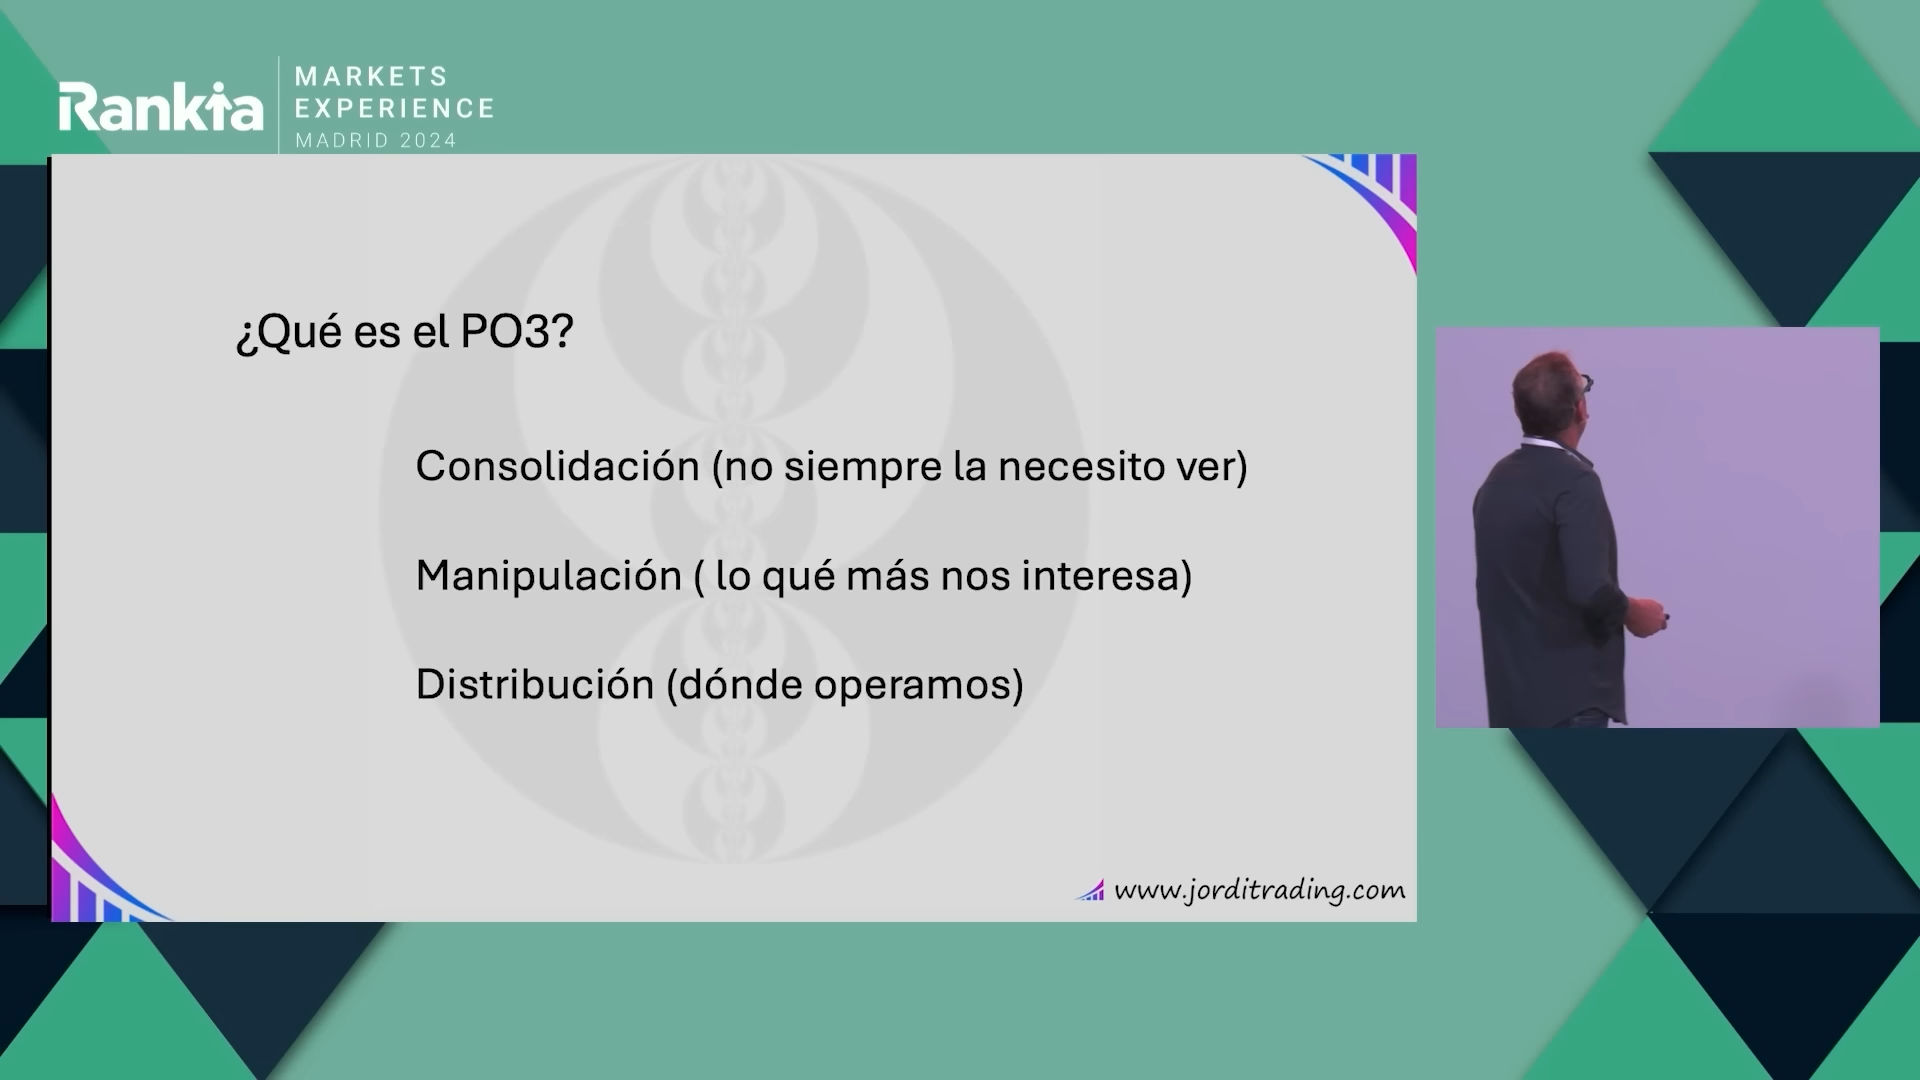 Rankia
MARKETS
EXPERIENCE
MADRID 2024
¿Qué es el PO3?
Consolidación (no siempre la necesito ver)
Manipulación ( lo qué más nos interesa)
Distribución (dónde operamos)
www.jorditrading.com